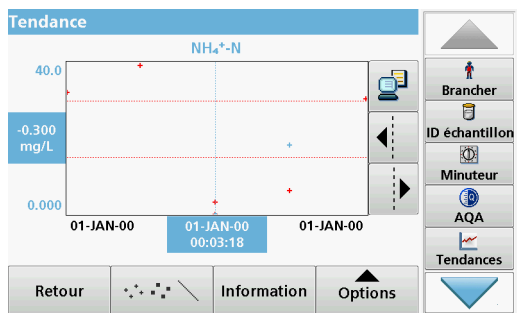 Tendance
NH₄⁺-N
40.0
-0.300
mg/L
0.000
01-JAN-00
01-JAN-00
00:03:18
01-JAN-00
Retour
Information
Options
Brancher
ID échantillon
Minuteur
AQA
Tendances